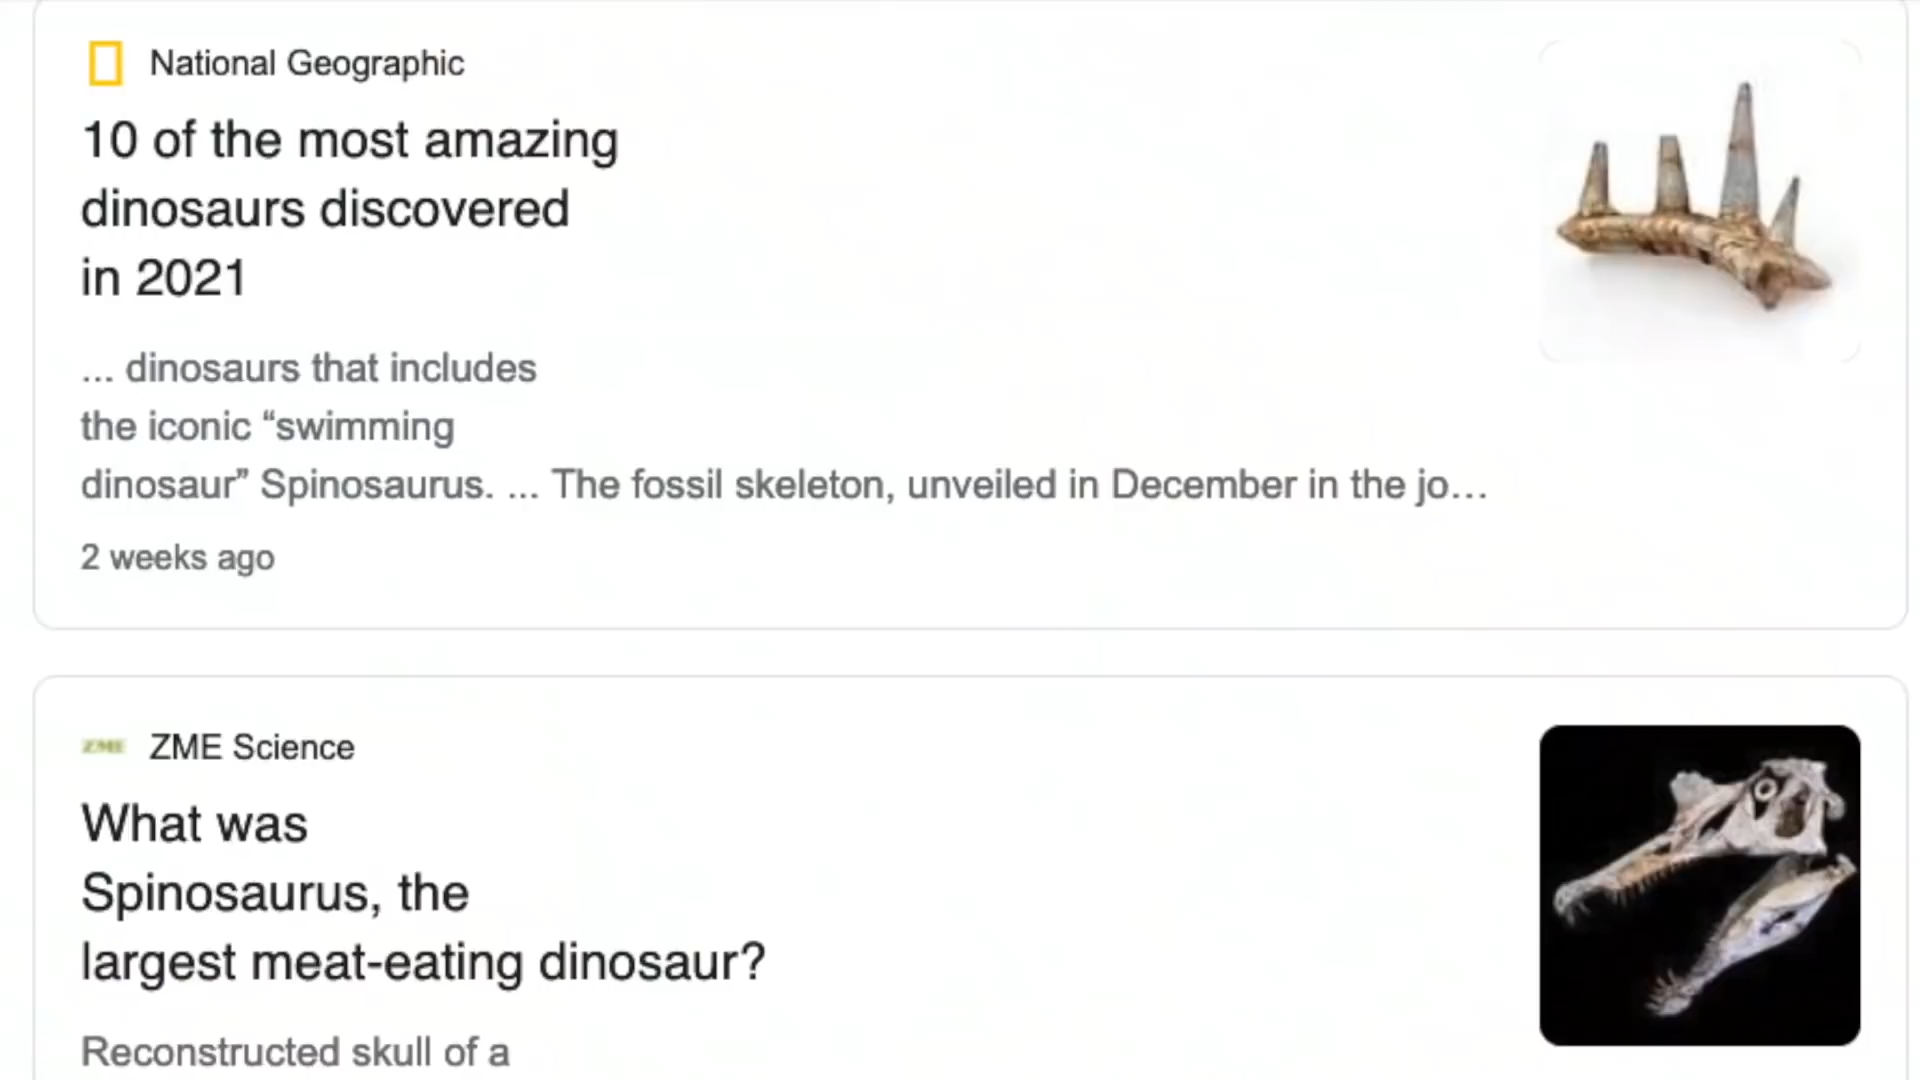 National Geographic
10 of the most amazing
dinosaurs discovered
in 2021
... dinosaurs that includes
the iconic “swimming
dinosaur” Spinosaurus. ... The fossil skeleton, unveiled in December in the jo...
2 weeks ago
ZME ZME Science
What was
Spinosaurus, the
largest meat-eating dinosaur?
Reconstructed skull of a